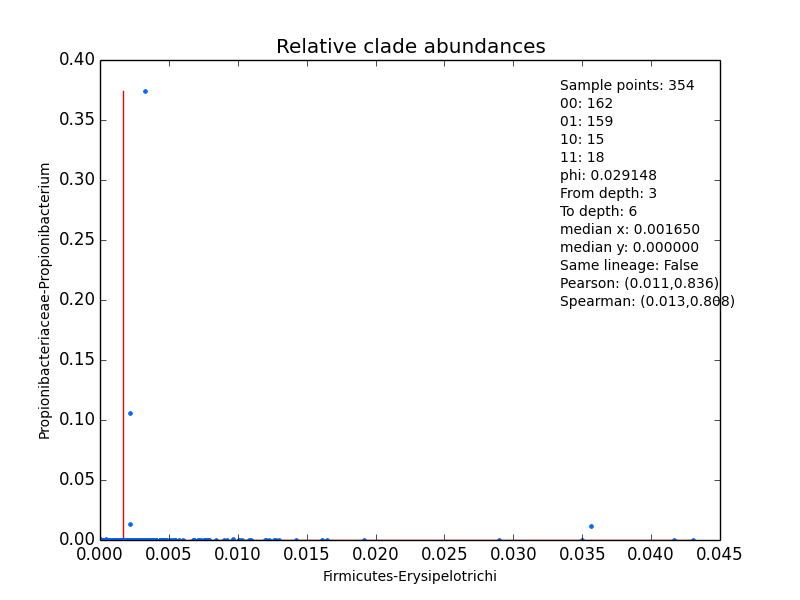 Relative clade abundances
0.40
0.35
0.30
0.25
0.20
0.15
0.10
0.05
0.00
Propionibacteriaceae-Propionibacterium
Sample points: 354
00: 162
01: 159
10: 15
11: 18
phi: 0.029148
From depth: 3
To depth: 6
median x: 0.001650
median y: 0.000000
Same lineage: False
Pearson: (0.011,0.836)
Spearman: (0.013,0.808)
0.000 0.005 0.010 0.015 0.020 0.025 0.030 0.035 0.040 0.045
Firmicutes-Erysipelotrichi